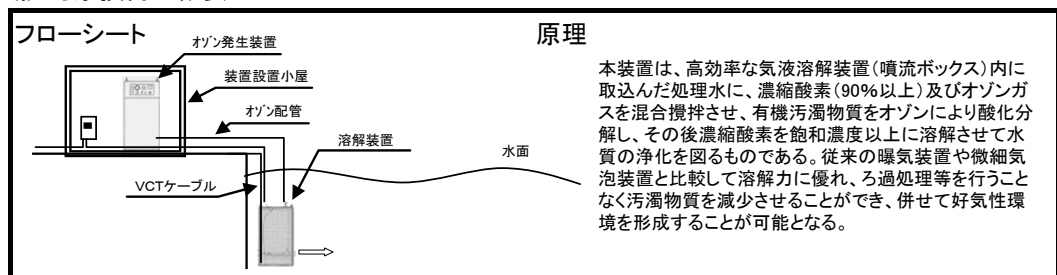 フローシート
オゾン発生装置
装置設置小屋
オゾン配管
溶解装置
水面
VCTケーブル
原理
本装置は、高効率な気液溶解装置(噴流ボックス)内に
取込んだ処理水に、濃縮酸素(90%以上)及びオゾンガ
スを混合攪拌させ、有機汚濁物質をオゾンにより酸化分
解し、その後濃縮酸素を飽和濃度以上に溶解させて水
質の浄化を図るものである。従来の曝気装置や微細気
泡装置と比較して溶解力に優れ、ろ過処理等を行うこと
なく汚濁物質を減少させることができ、併せて好気性環
境を形成することが可能となる。